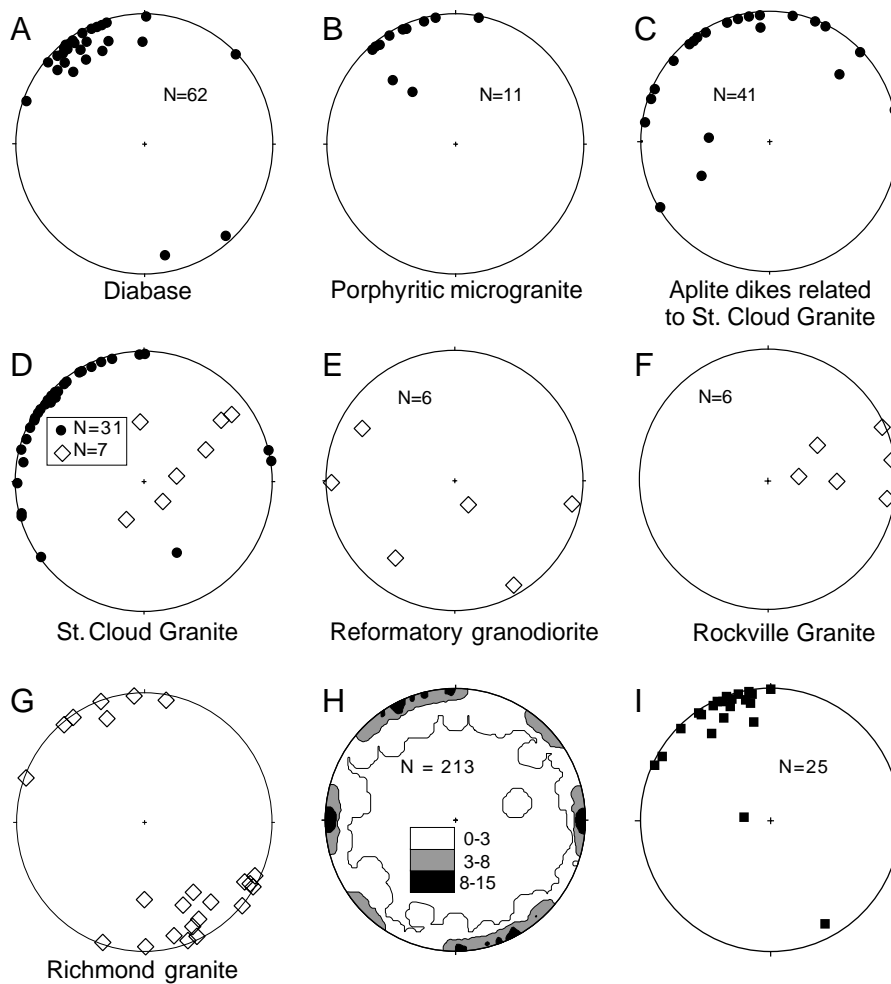 A
N=62
Diabase
B
N=11
Porphyritic microgranite
C
N=41
Aplite dikes related
to St. Cloud Granite
D
N=31
N=7
St. Cloud Granite
E
N=6
Reformatory granodiorite
F
N=6
Rockville Granite
G
Richmond granite
H
N = 213
0-3
3-8
8-15
I
N=25